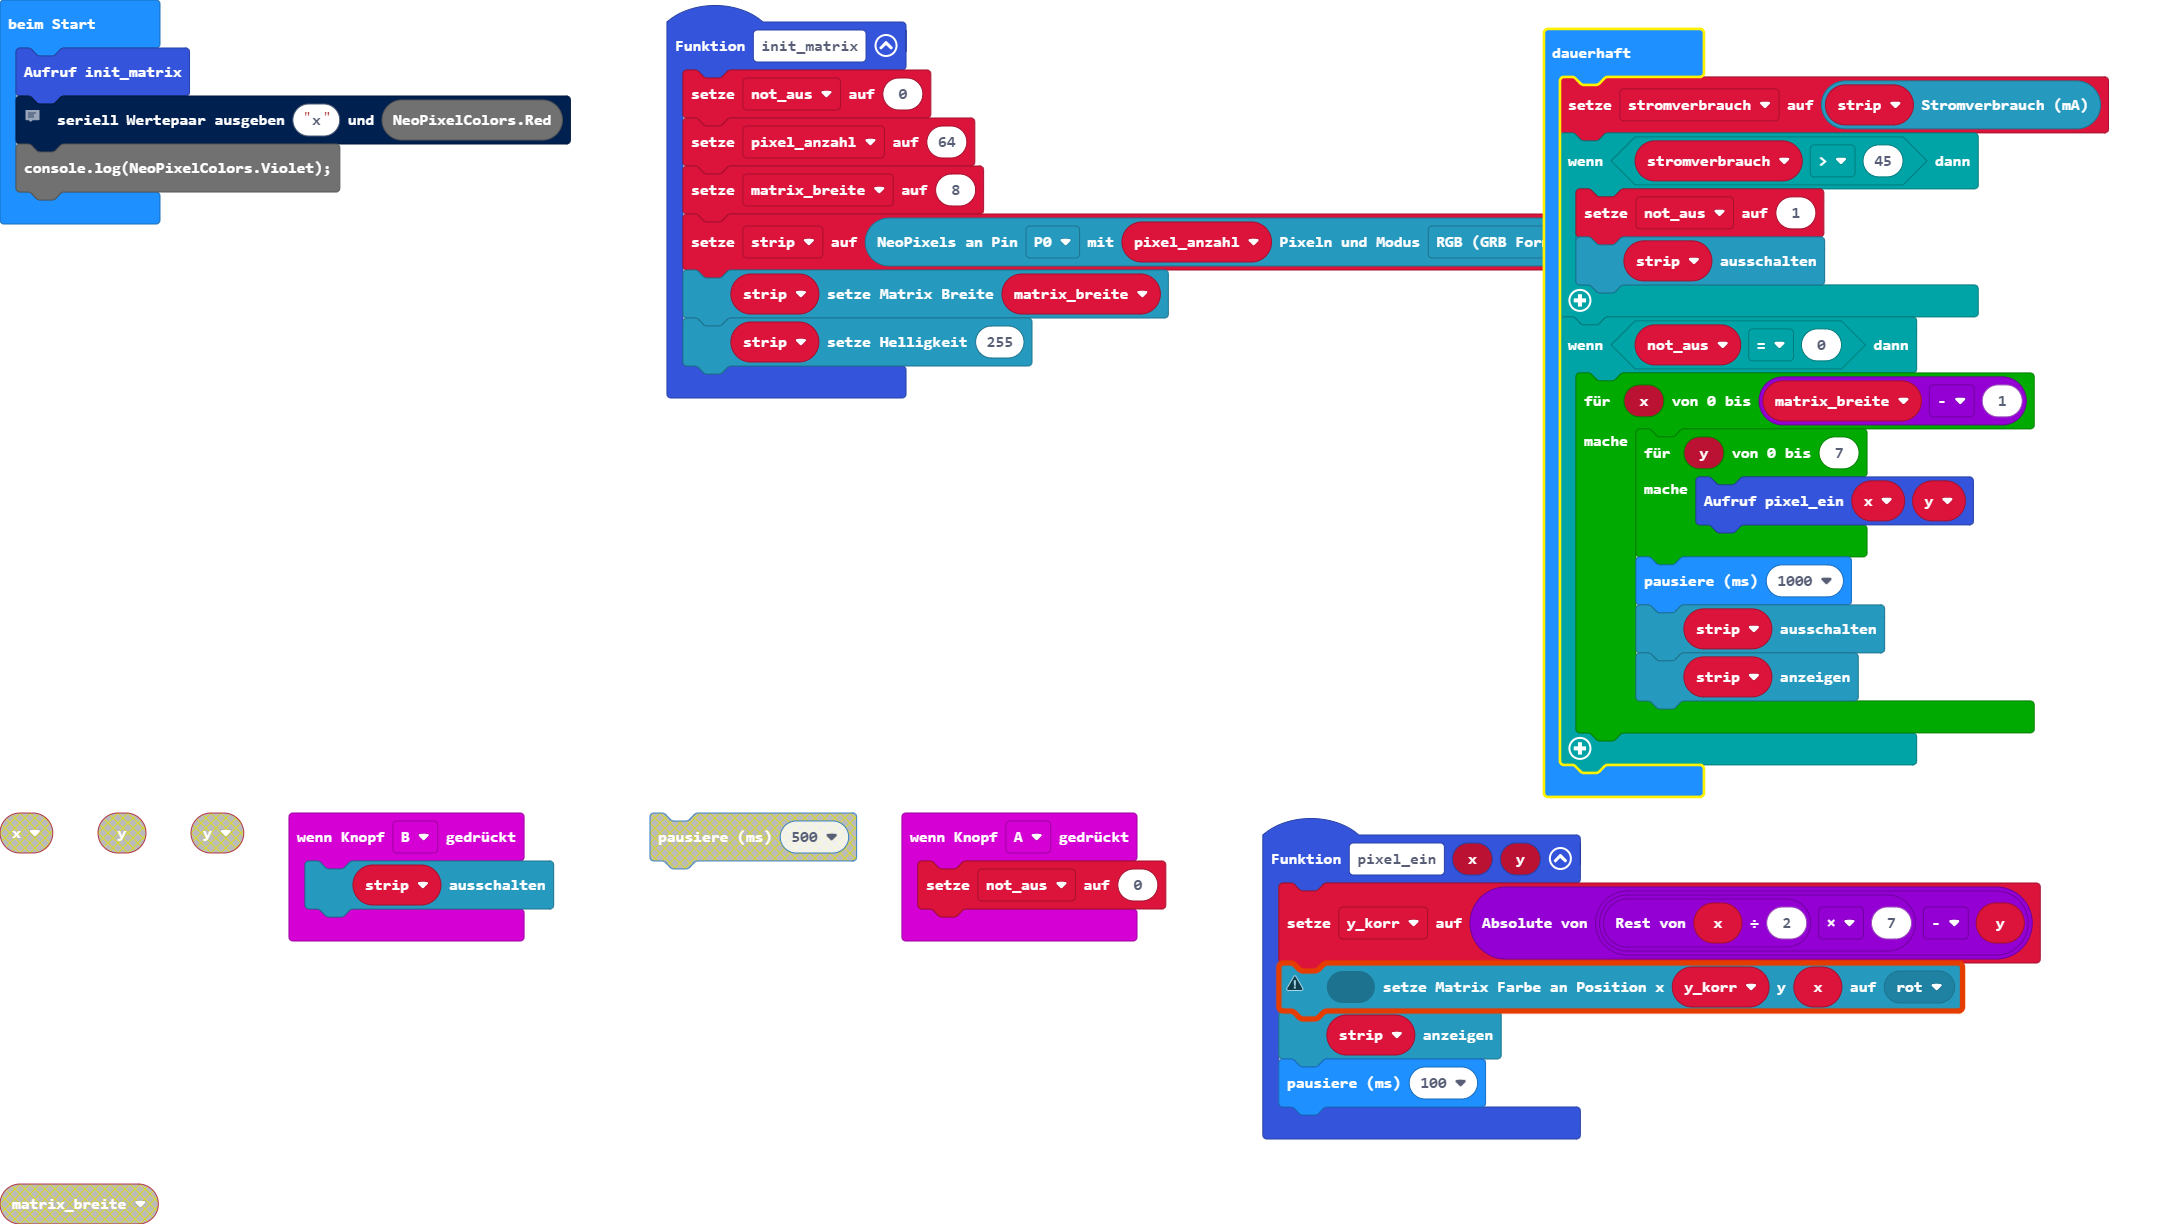 beim Start
Aufruf init_matrix
seriell Wertepaar ausgeben "x" und NeoPixelColors.Red
console.log(NeoPixelColors.Violet);
Funktion init_matrix
setze not_aus auf 0
setze pixel_anzahl auf 64
setze matrix_breite auf 8
setze strip auf NeoPixels an Pin P0 mit pixel_anzahl Pixeln und Modus RGB (GRB
strip setze Matrix Breite matrix_breite
strip setze Helligkeit 255
dauerhaft
setze stromverbrauch auf strip Stromverbrauch (mA)
wenn stromverbrauch > 45 dann
setze not_aus auf 1
strip ausschalten
wenn not_aus = 0 dann
für x von 0 bis matrix_breite - 1
mache
für y von 0 bis 7
mache
Aufruf pixel_ein x y
pausiere (ms) 1000
strip ausschalten
strip anzeigen
x
y
y
wenn Knopf B gedrückt
strip ausschalten
pausiere (ms) 500
wenn Knopf A gedrückt
setze not_aus auf 0
Funktion pixel_ein x y
setze y_korr auf Absolute von Rest von x ÷ 2 × 7 - y
setze Matrix Farbe an Position x y_korr y x auf rot
strip anzeigen
pausiere (ms) 100
matrix_breite